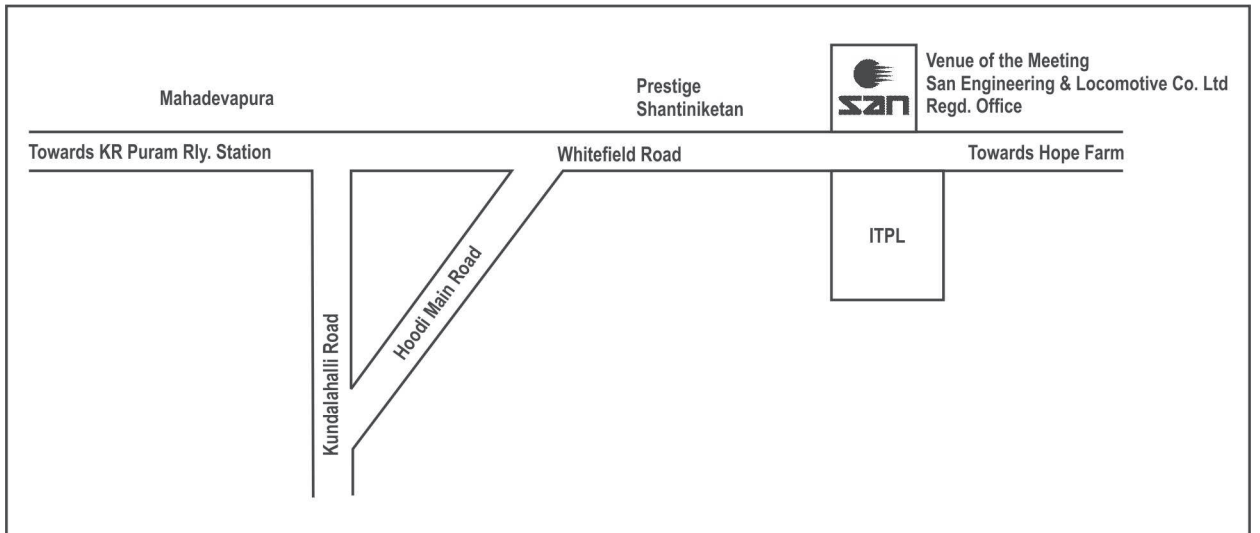 Mahadevapura
Prestige
Shantiniketan
SAN
Venue of the Meeting
San Engineering & Locomotive Co. Ltd
Regd. Office
Towards KR Puram Rly. Station
Whitefield Road
Towards Hope Farm
ITPL
Hoodi Main Road
Kundalahalli Road